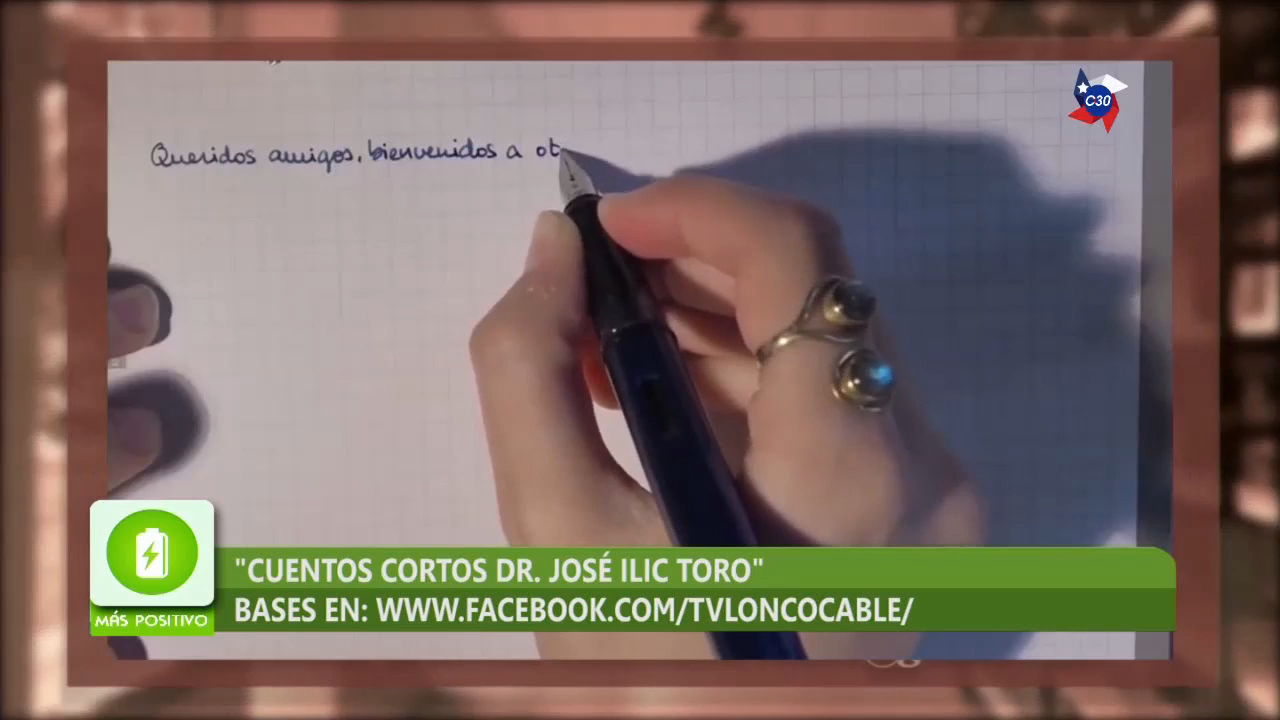 C30
Queridos amigos, bienvenidos a ot
"CUENTOS CORTOS DR. JOSÉ ILIC TORO"
BASES EN: WWW.FACEBOOK.COM/TVLONCOCABLE/
MÁS POSITIVO